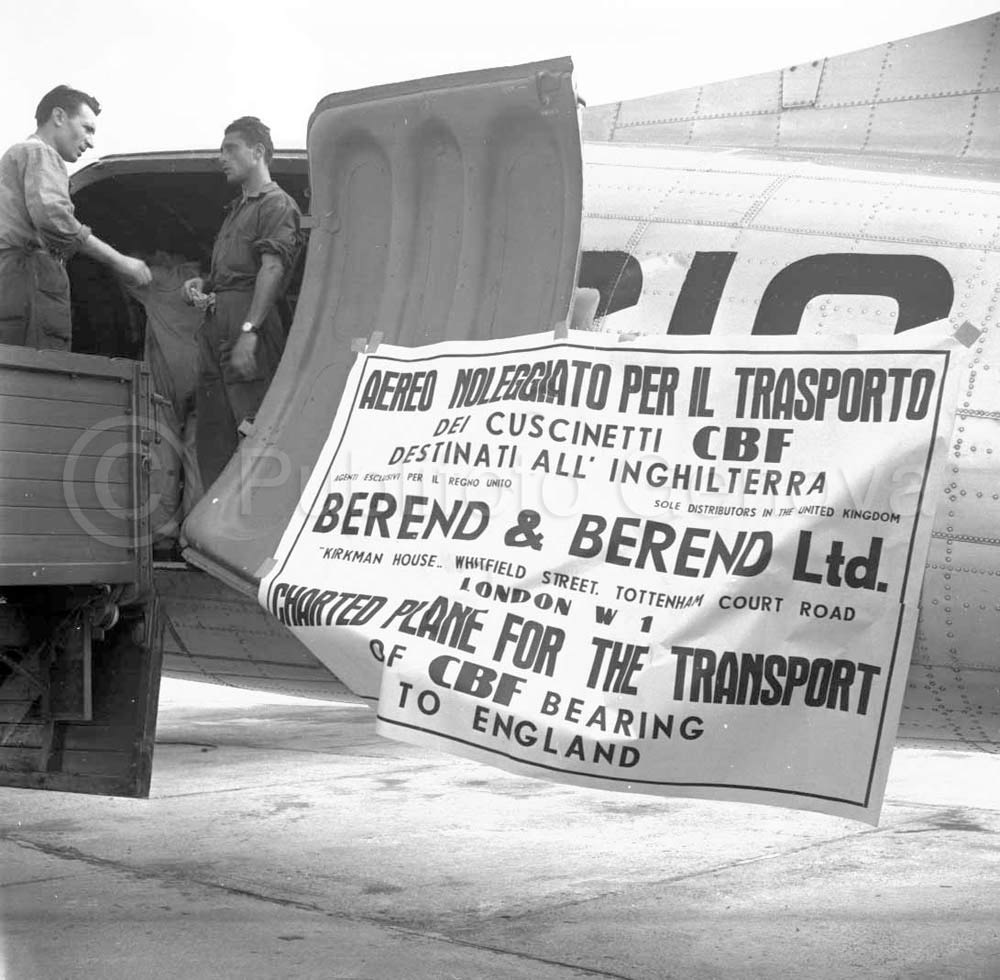 AEREO NOLEGGIATO PER IL TRASPORTO
DEI CUSCINETTI CBF
DESTINATI ALL' INGHILTERRA
AGENTI ESCLUSIVI PER IL REGNO UNITO
SOLE DISTRIBUTORS IN THE UNITED KINGDOM
BEREND & BEREND Ltd.
"KIRKMAN HOUSE.. WHITFIELD STREET. TOTTENHAM COURT ROAD
LONDON W 1
CHARTED PLANE FOR THE TRANSPORT
OF CBF BEARING
TO ENGLAND
© Publifoto Genova